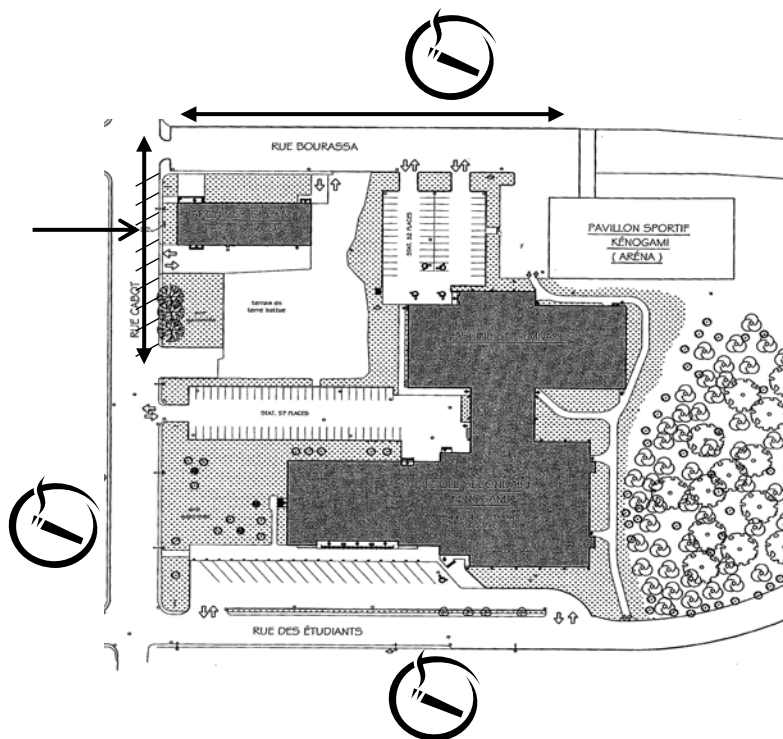 RUE BOURASSA
STAT. 52 PLACES
PAVILLON SPORTIF
KÉNOGAMI
( ARÉNA )
RUE CABOT
terrain en
terre battue
STAT. 57 PLACES
KÉNOGAMI
RUE DES ÉTUDIANTS